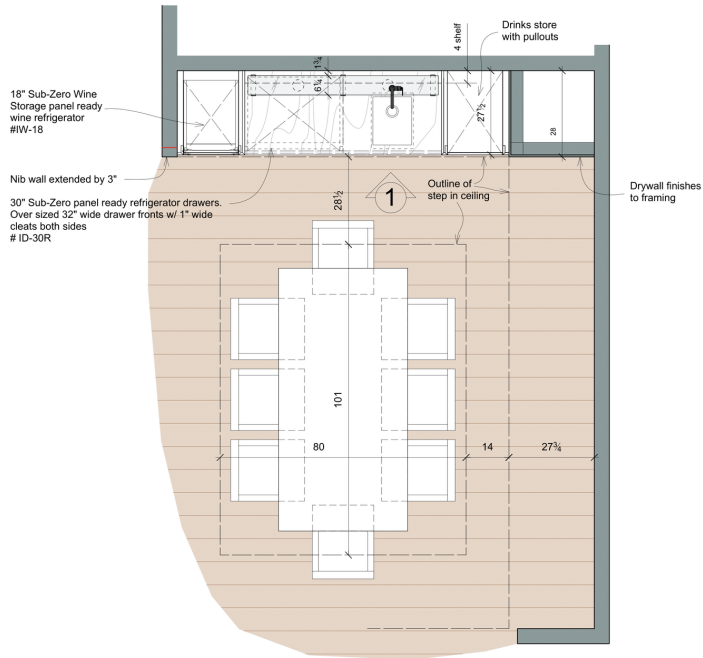 Drinks store
with pullouts
4 shelf
1¾
6¼
27½
28
18" Sub-Zero Wine
Storage panel ready
wine refrigerator
#IW-18
Nib wall extended by 3"
30" Sub-Zero panel ready refrigerator drawers.
Over sized 32" wide drawer fronts w/ 1" wide
cleats both sides
# ID-30R
28½
1
Outline of
step in ceiling
Drywall finishes
to framing
101
80
14
27¾